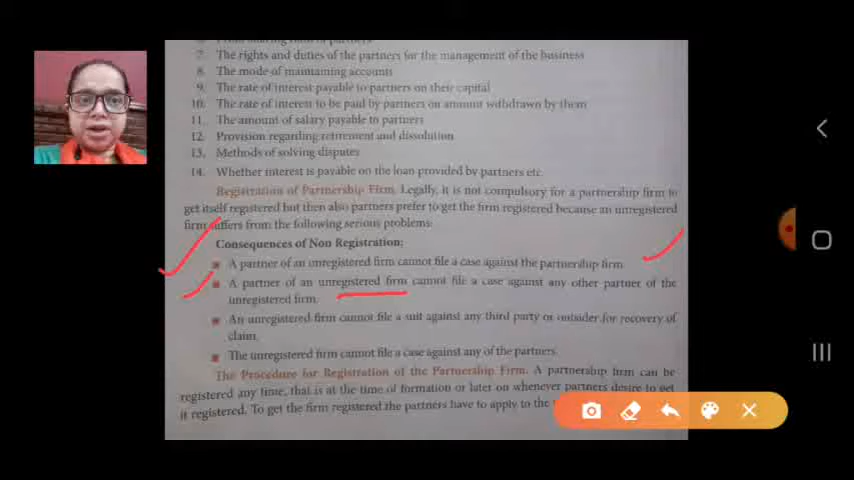 7. The rights and duties of the partners for the management of the business
8. The mode of maintaining accounts
9. The rate of interest payable to partners on their capital
10. The rate of interest to be paid by partners on amount withdrawn by them
11. The amount of salary payable to partners
12. Provision regarding retirement and dissolution
13. Methods of solving disputes
14. Whether interest is payable on the loan provided by partners etc.
Registration of Partnership Firm. Legally, it is not compulsory for a partnership firm to
get itself registered but then also partners prefer to get the firm registered because an unregistered
firm suffers from the following serious problems:
Consequences of Non Registration:
A partner of an unregistered firm cannot file a case against the partnership firm.
A partner of an unregistered firm cannot file a case against any other partner of the
unregistered firm.
An unregistered firm cannot file a suit against any third party or outsider for recovery of
claim.
The unregistered firm cannot file a case against any of the partners.
The Procedure for Registration of the Partnership Firm. A partnership firm can be
registered any time, that is at the time of formation or later on whenever partners desire to get
it registered. To get the firm registered the partners have to apply to the